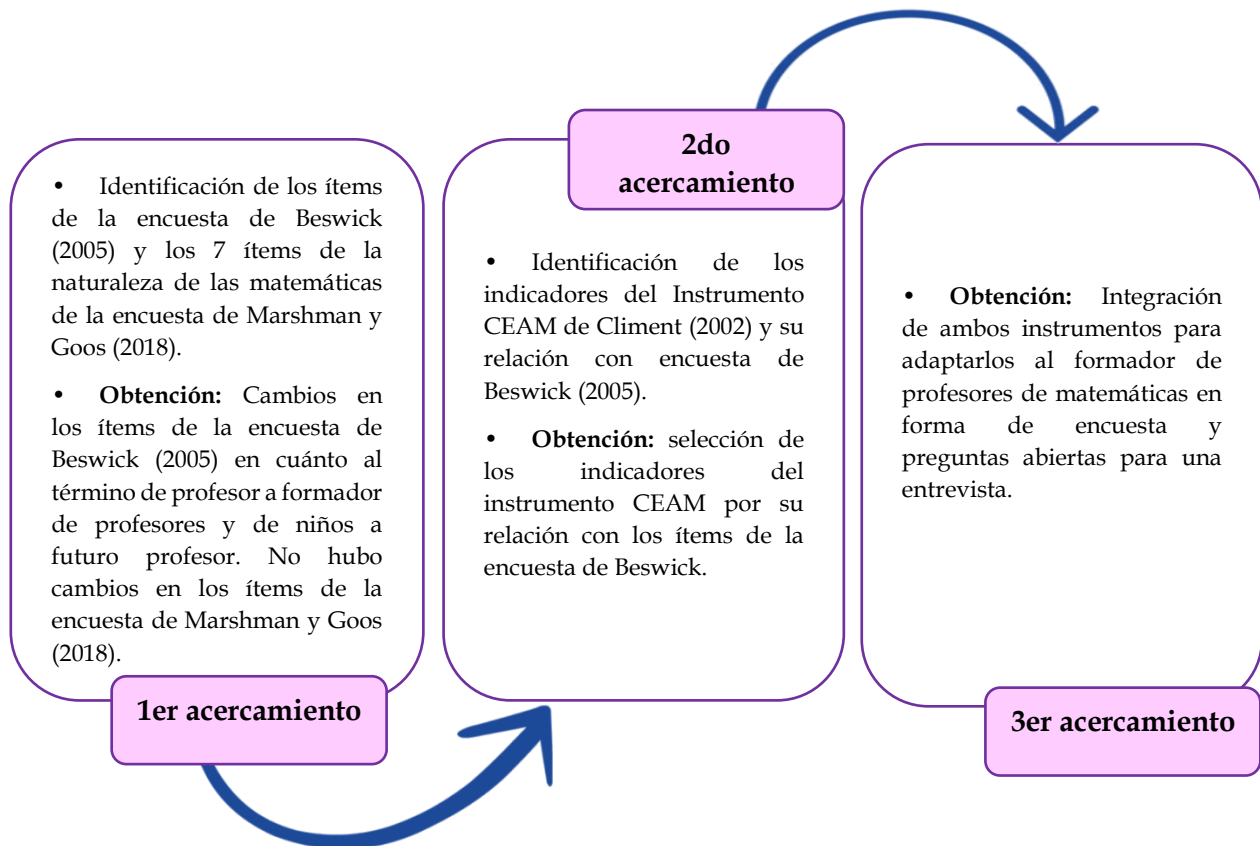 • Identificación de los ítems
de la encuesta de Beswick
(2005) y los 7 ítems de la
naturaleza de las matemáticas
de la encuesta de Marshman y
Goos (2018).
• Obtención: Cambios en
los ítems de la encuesta de
Beswick (2005) en cuánto al
término de profesor a formador
de profesores y de niños a
futuro profesor. No hubo
cambios en los ítems de la
encuesta de Marshman y Goos
(2018).
1er acercamiento
2do
acercamiento
• Identificación de los
indicadores del Instrumento
CEAM de Climent (2002) y su
relación con encuesta de
Beswick (2005).
• Obtención: selección de
los indicadores del
instrumento CEAM por su
relación con los ítems de la
encuesta de Beswick.
• Obtención: Integración
de ambos instrumentos para
adaptarlos al formador de
profesores de matemáticas en
forma de encuesta y
preguntas abiertas para una
entrevista.
3er acercamiento